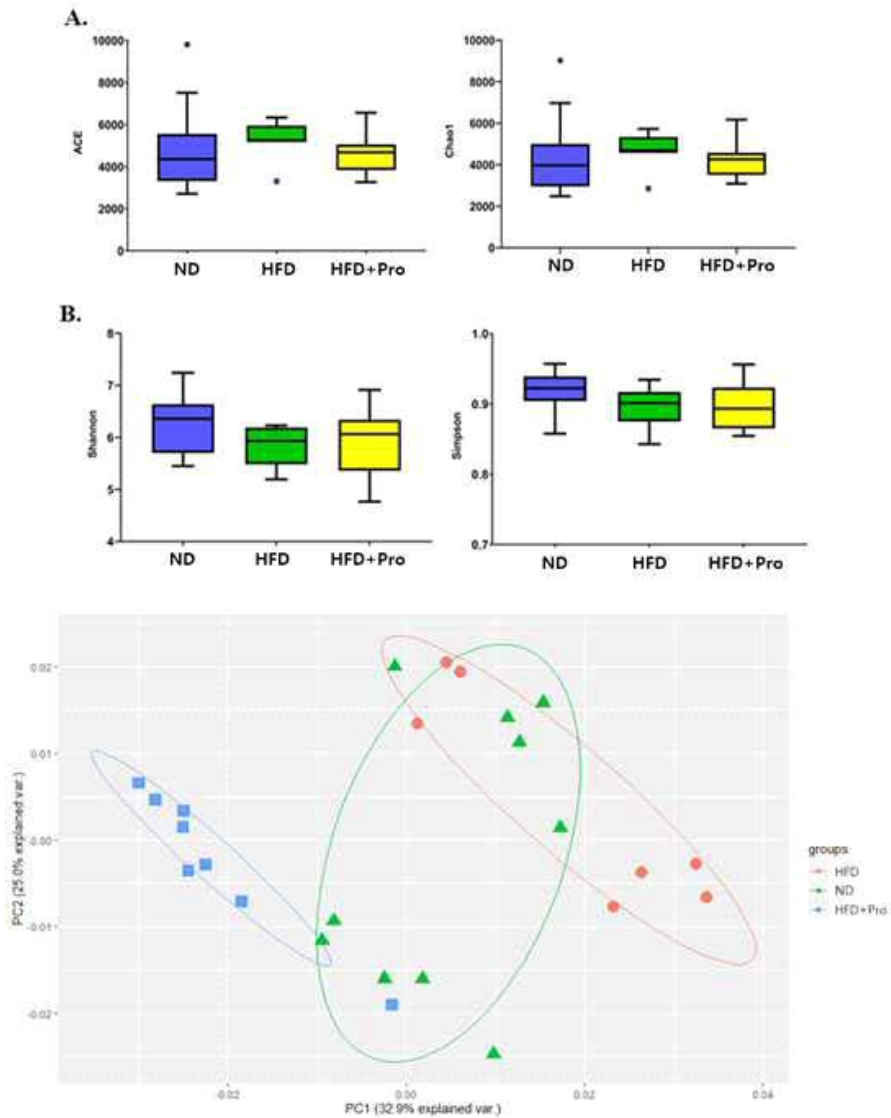 A.
10000
8000
6000
4000
2000
0
ACE
ND HFD HFD+Pro
10000
8000
6000
4000
2000
0
Chao1
ND HFD HFD+Pro
B.
8
7
6
5
4
Shannon
ND HFD HFD+Pro
1.0
0.9
0.8
0.7
Simpson
ND HFD HFD+Pro
0.02
0.01
-0.00
-0.01
-0.02
PC2 (25.0% explained var.)
-0.02 0.00 0.02 0.04
PC1 (32.9% explained var.)
groups
HFD
ND
HFD+Pro